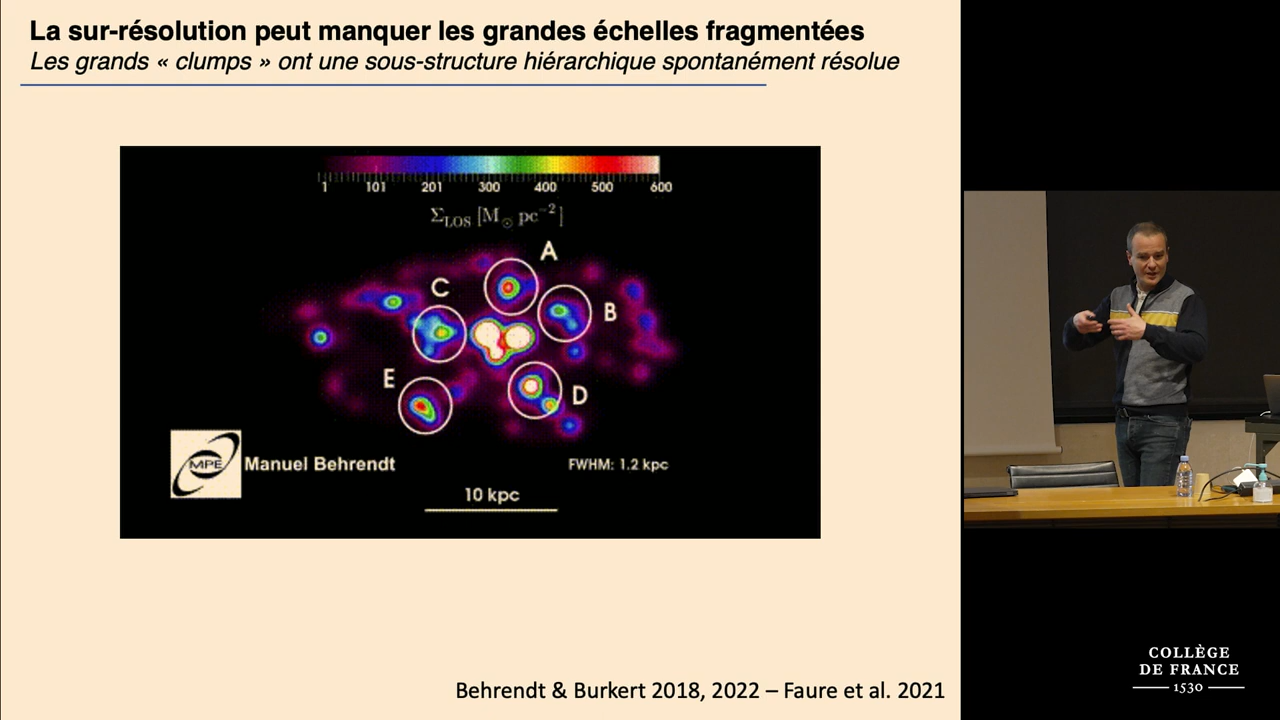 La sur-résolution peut manquer les grandes échelles fragmentées
Les grands « clumps » ont une sous-structure hiérarchique spontanément résolue
1 101 201 300 400 500 600
Σ_LOS [M_⊙ pc⁻²]
A
B
C
D
E
MPE
Manuel Behrendt
FWHM: 1.2 kpc
10 kpc
Behrendt & Burkert 2018, 2022 – Faure et al. 2021
COLLÈGE
DE FRANCE
1530